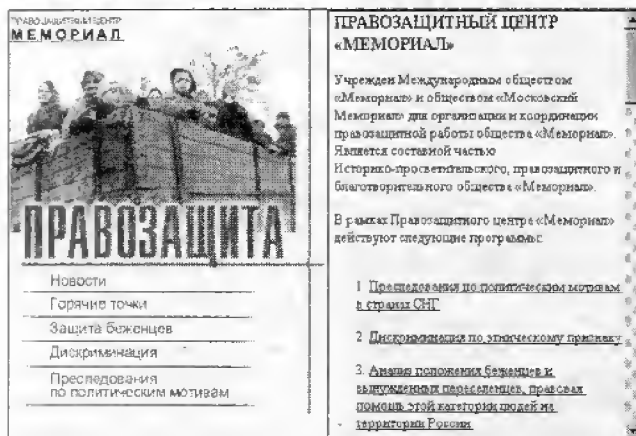 ПРАВОЗАЩИТНЫЙ ЦЕНТР
МЕМОРИАЛ
ПРАВОЗАЩИТА
Новости
Горячие точки
Защита беженцев
Дискриминация
Преследования
по политическим мотивам
ПРАВОЗАЩИТНЫЙ ЦЕНТР
«МЕМОРИАЛ»
Учрежден Международным обществом
«Мемориал» и обществом «Московский
Мемориал» для организации и координации
правозащитной работы общества «Мемориал».
Является составной частью
Историко-просветительского, правозащитного и
благотворительного общества «Мемориал».
В рамках Правозащитного центра «Мемориал»
действуют следующие программы:
1 Преследования по политическим мотивам
в странах СНГ
2 Дискриминация по этническому признаку
3. Анализ положения беженцев и
вынужденных переселенцев, правовая
помощь этой категории людей на
территории России